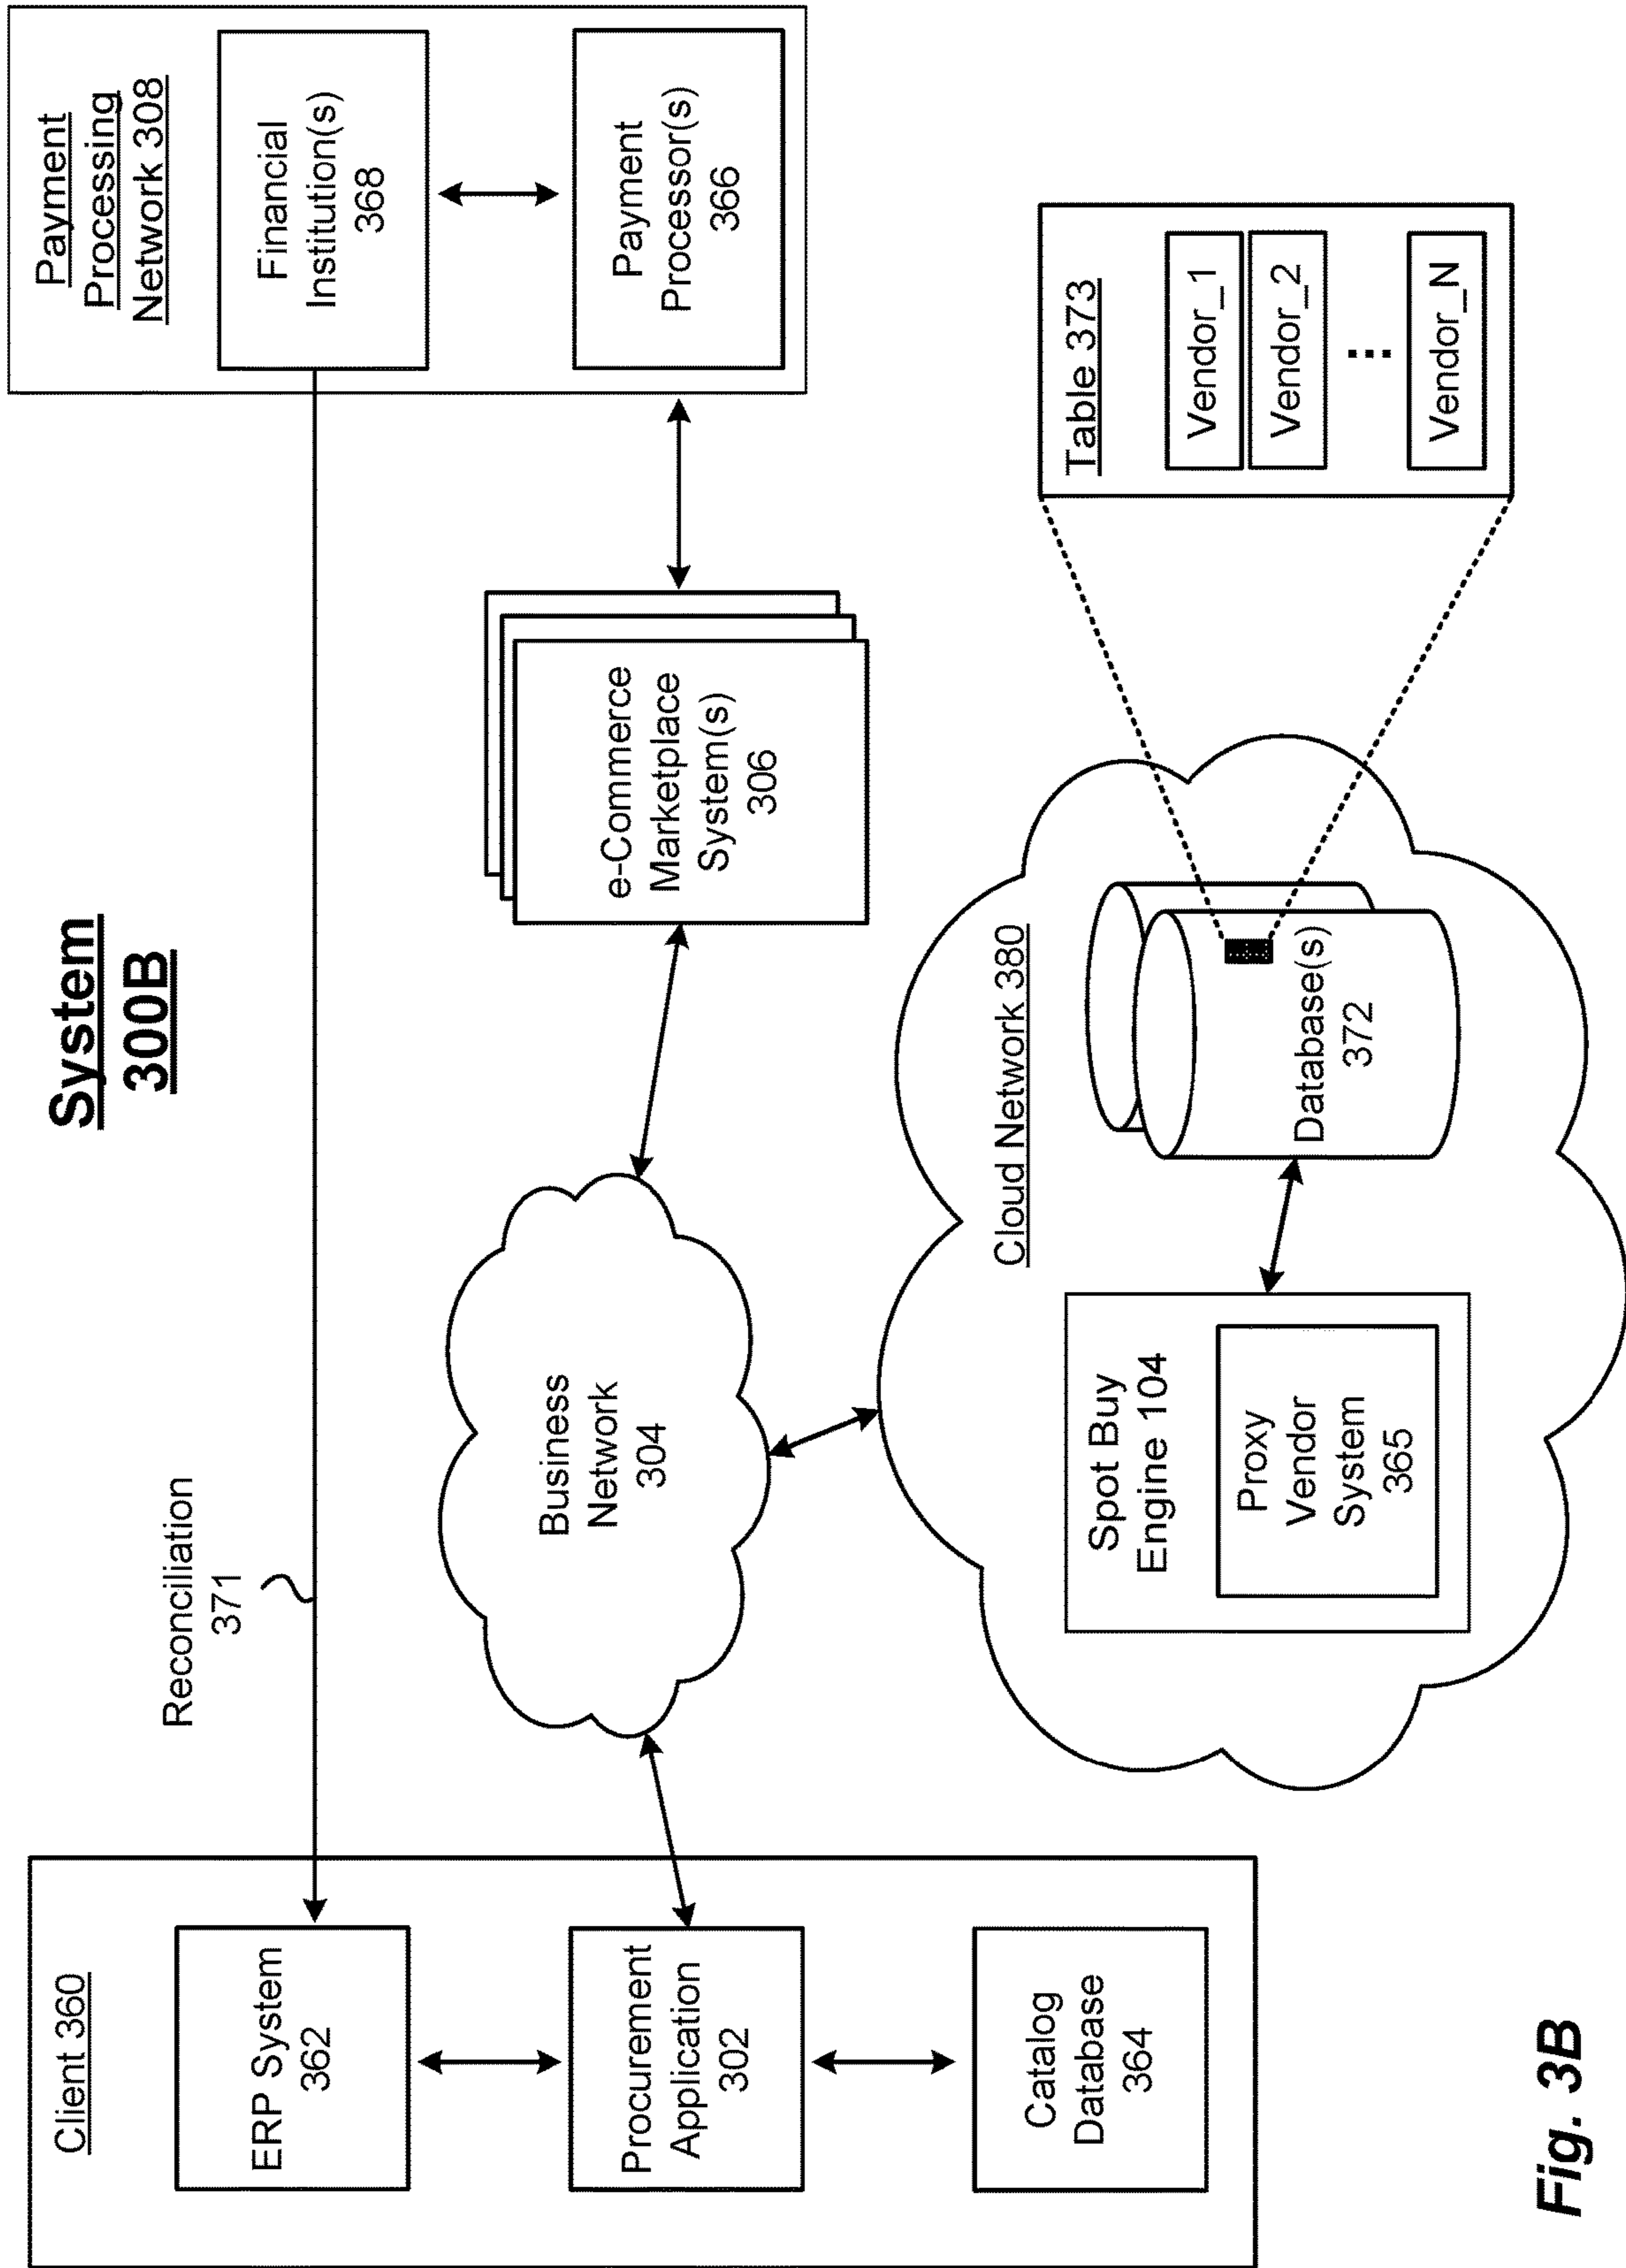 System
300B
Client 360
ERP System
362
Procurement
Application
302
Catalog
Database
364
Reconciliation
371
Business
Network
304
e-Commerce
Marketplace
System(s)
306
Payment
Processing
Network 308
Financial
Institution(s)
368
Payment
Processor(s)
366
Cloud Network 380
Spot Buy
Engine 104
Proxy
Vendor
System
365
Database(s)
372
Table 373
Vendor_1
Vendor_2
⋮
Vendor_N
Fig. 3B